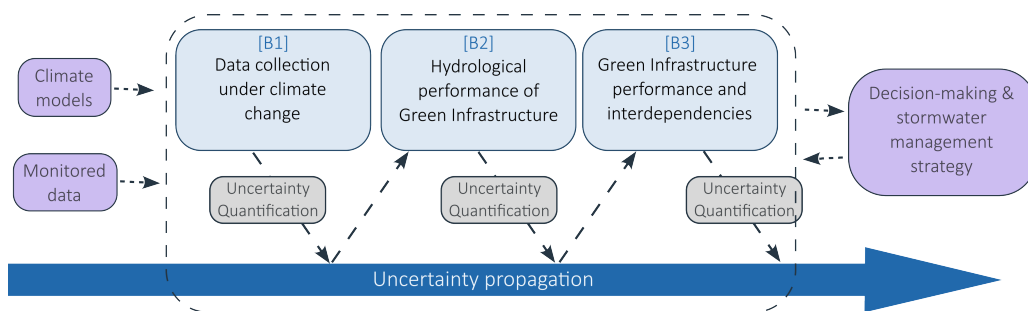 Climate
models
Monitored
data
[B1]
Data collection
under climate
change
[B2]
Hydrological
performance of
Green Infrastructure
[B3]
Green Infrastructure
performance and
interdependencies
Uncertainty
Quantification
Uncertainty
Quantification
Uncertainty
Quantification
Decision-making &
stormwater
management
strategy
Uncertainty propagation